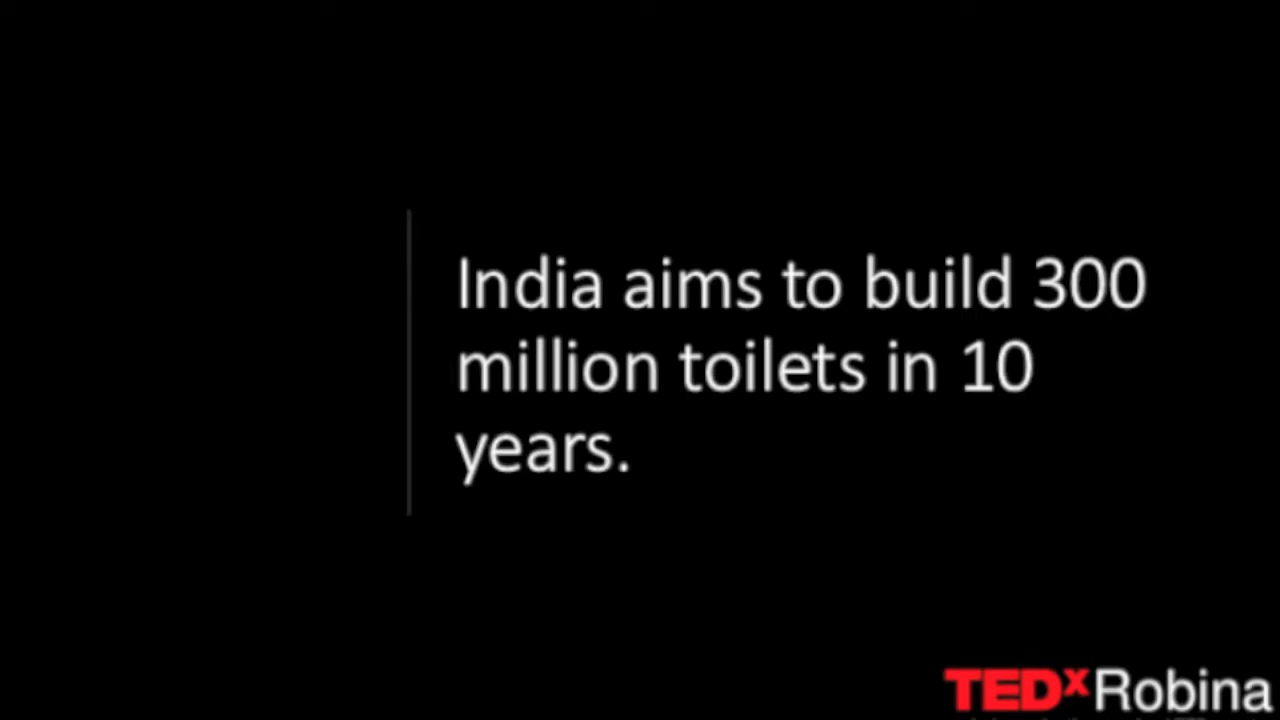 India aims to build 300
million toilets in 10
years.
TEDxRobina